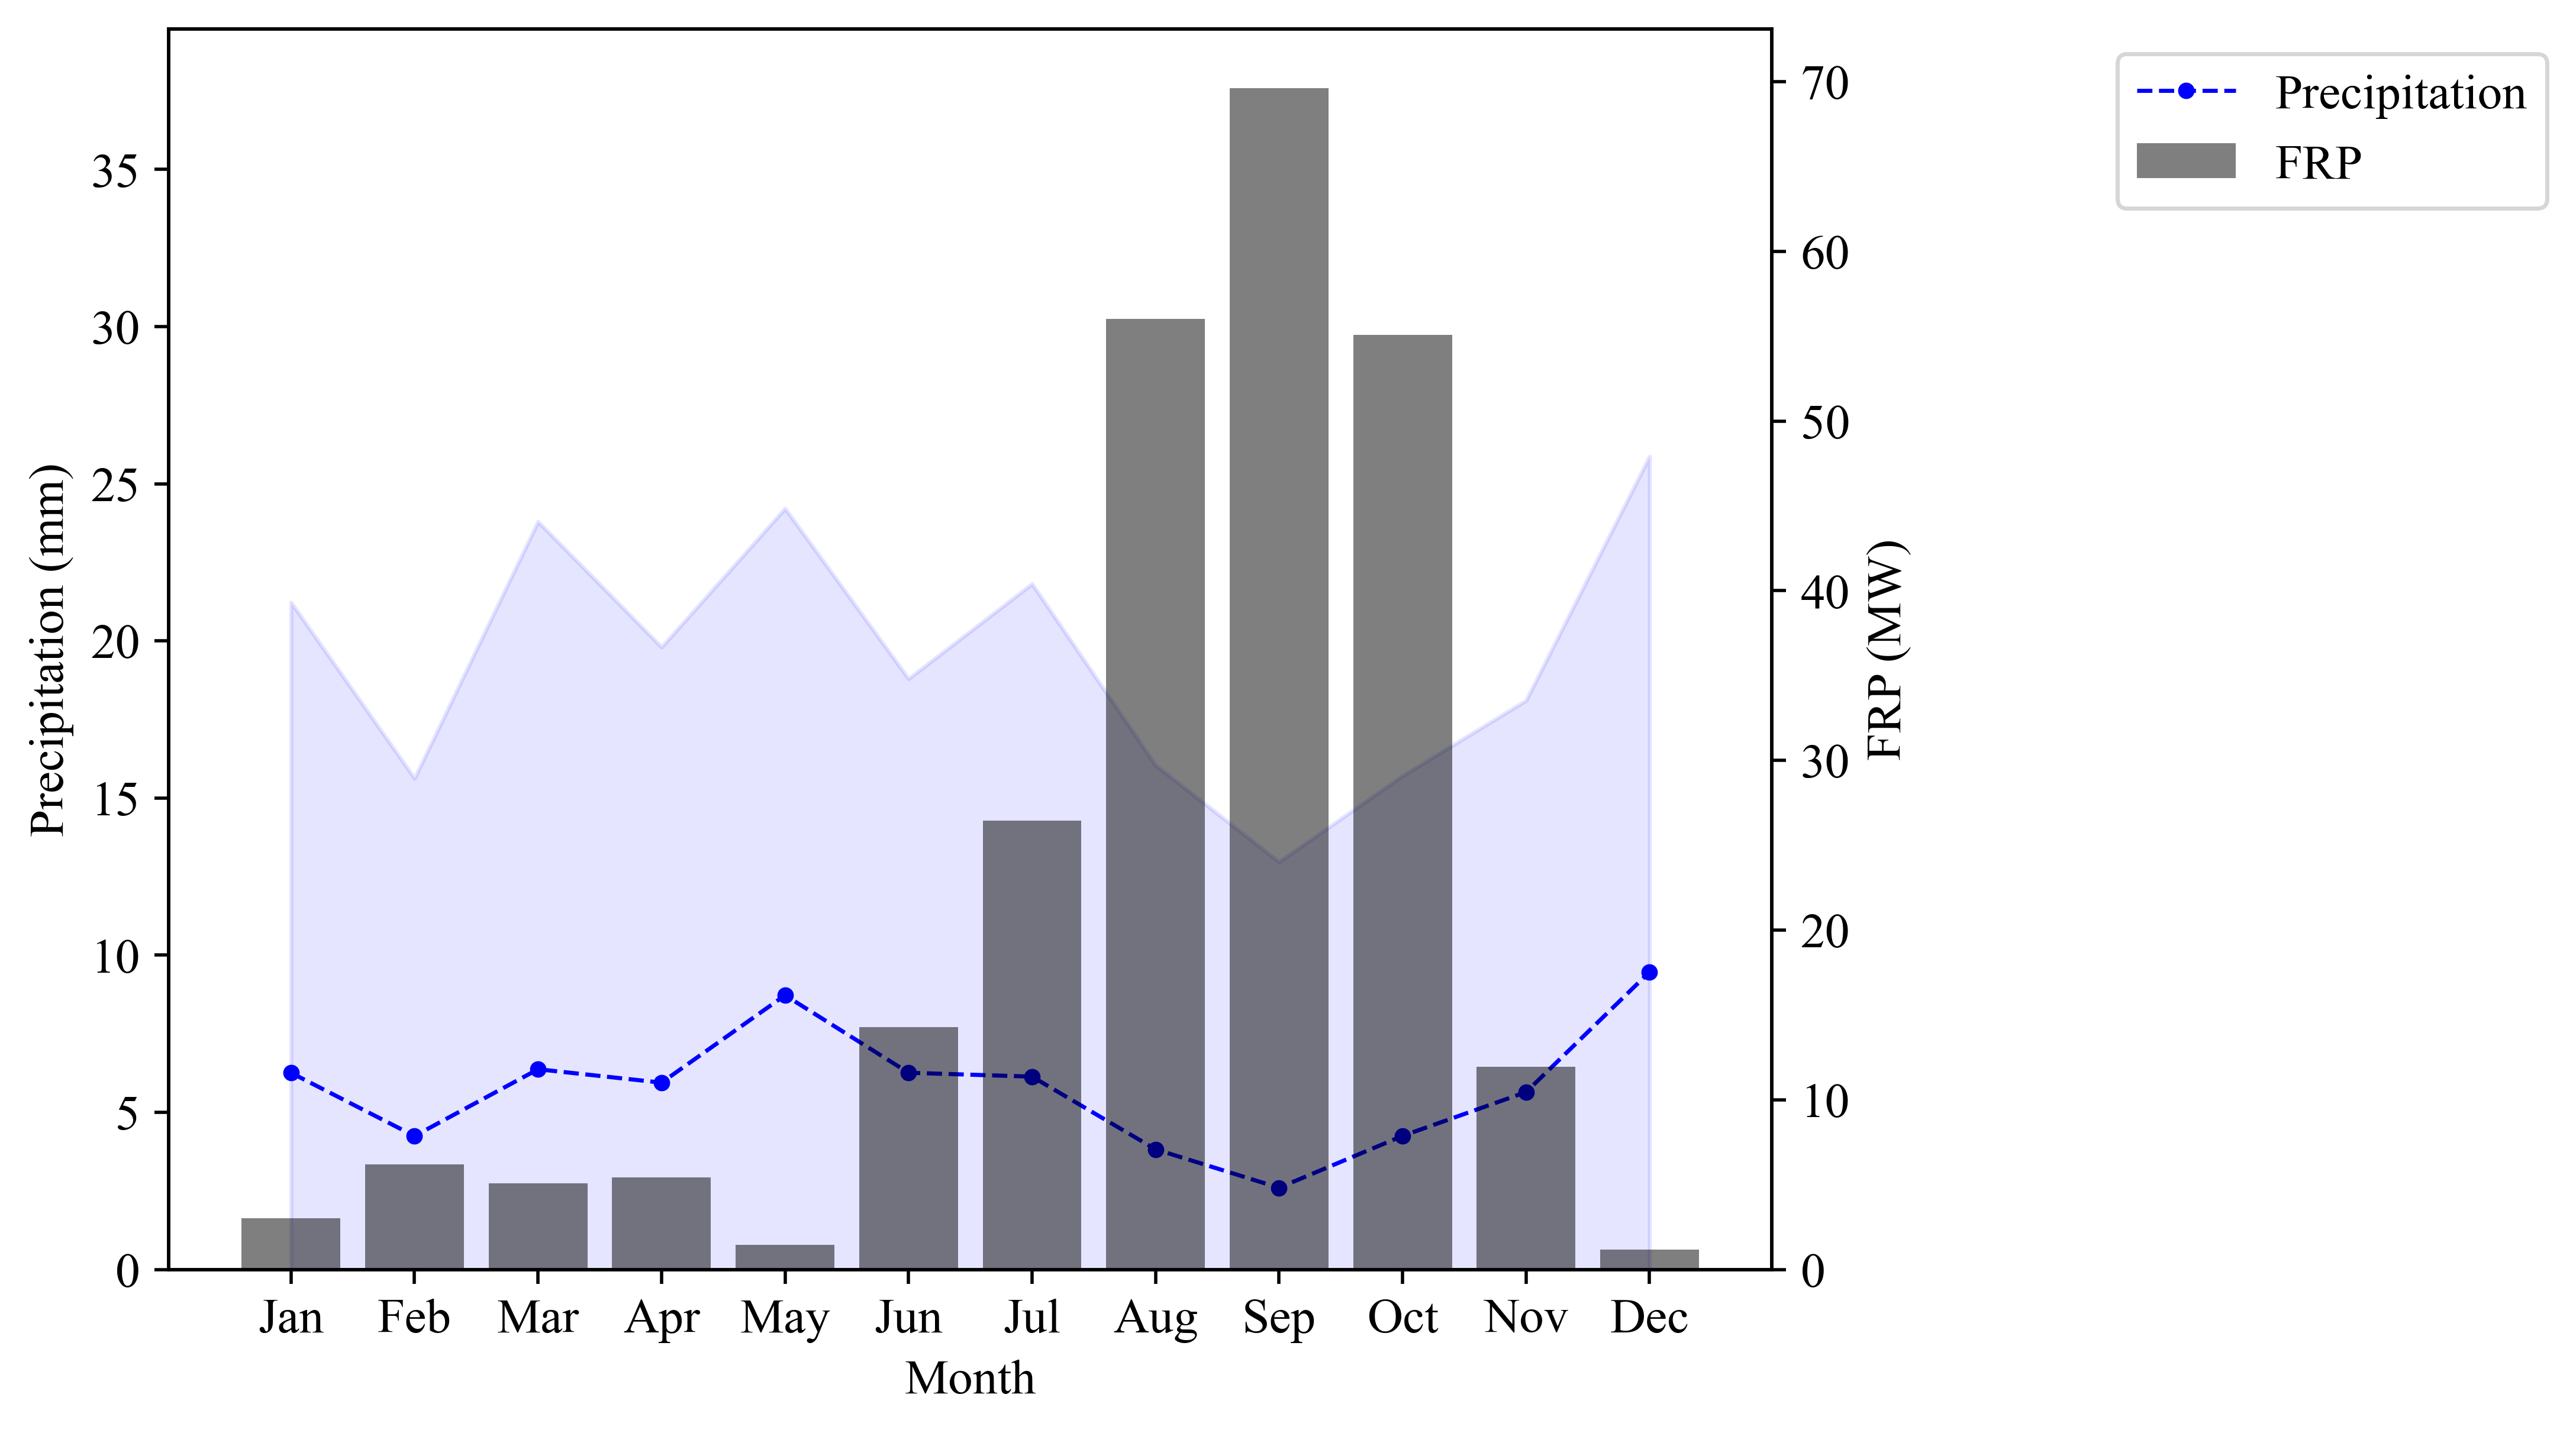 Precipitation
FRP
Precipitation (mm)
35
30
25
20
15
10
5
0
70
60
50
40
30
20
10
0
FRP (MW)
Jan Feb Mar Apr May Jun Jul Aug Sep Oct Nov Dec
Month